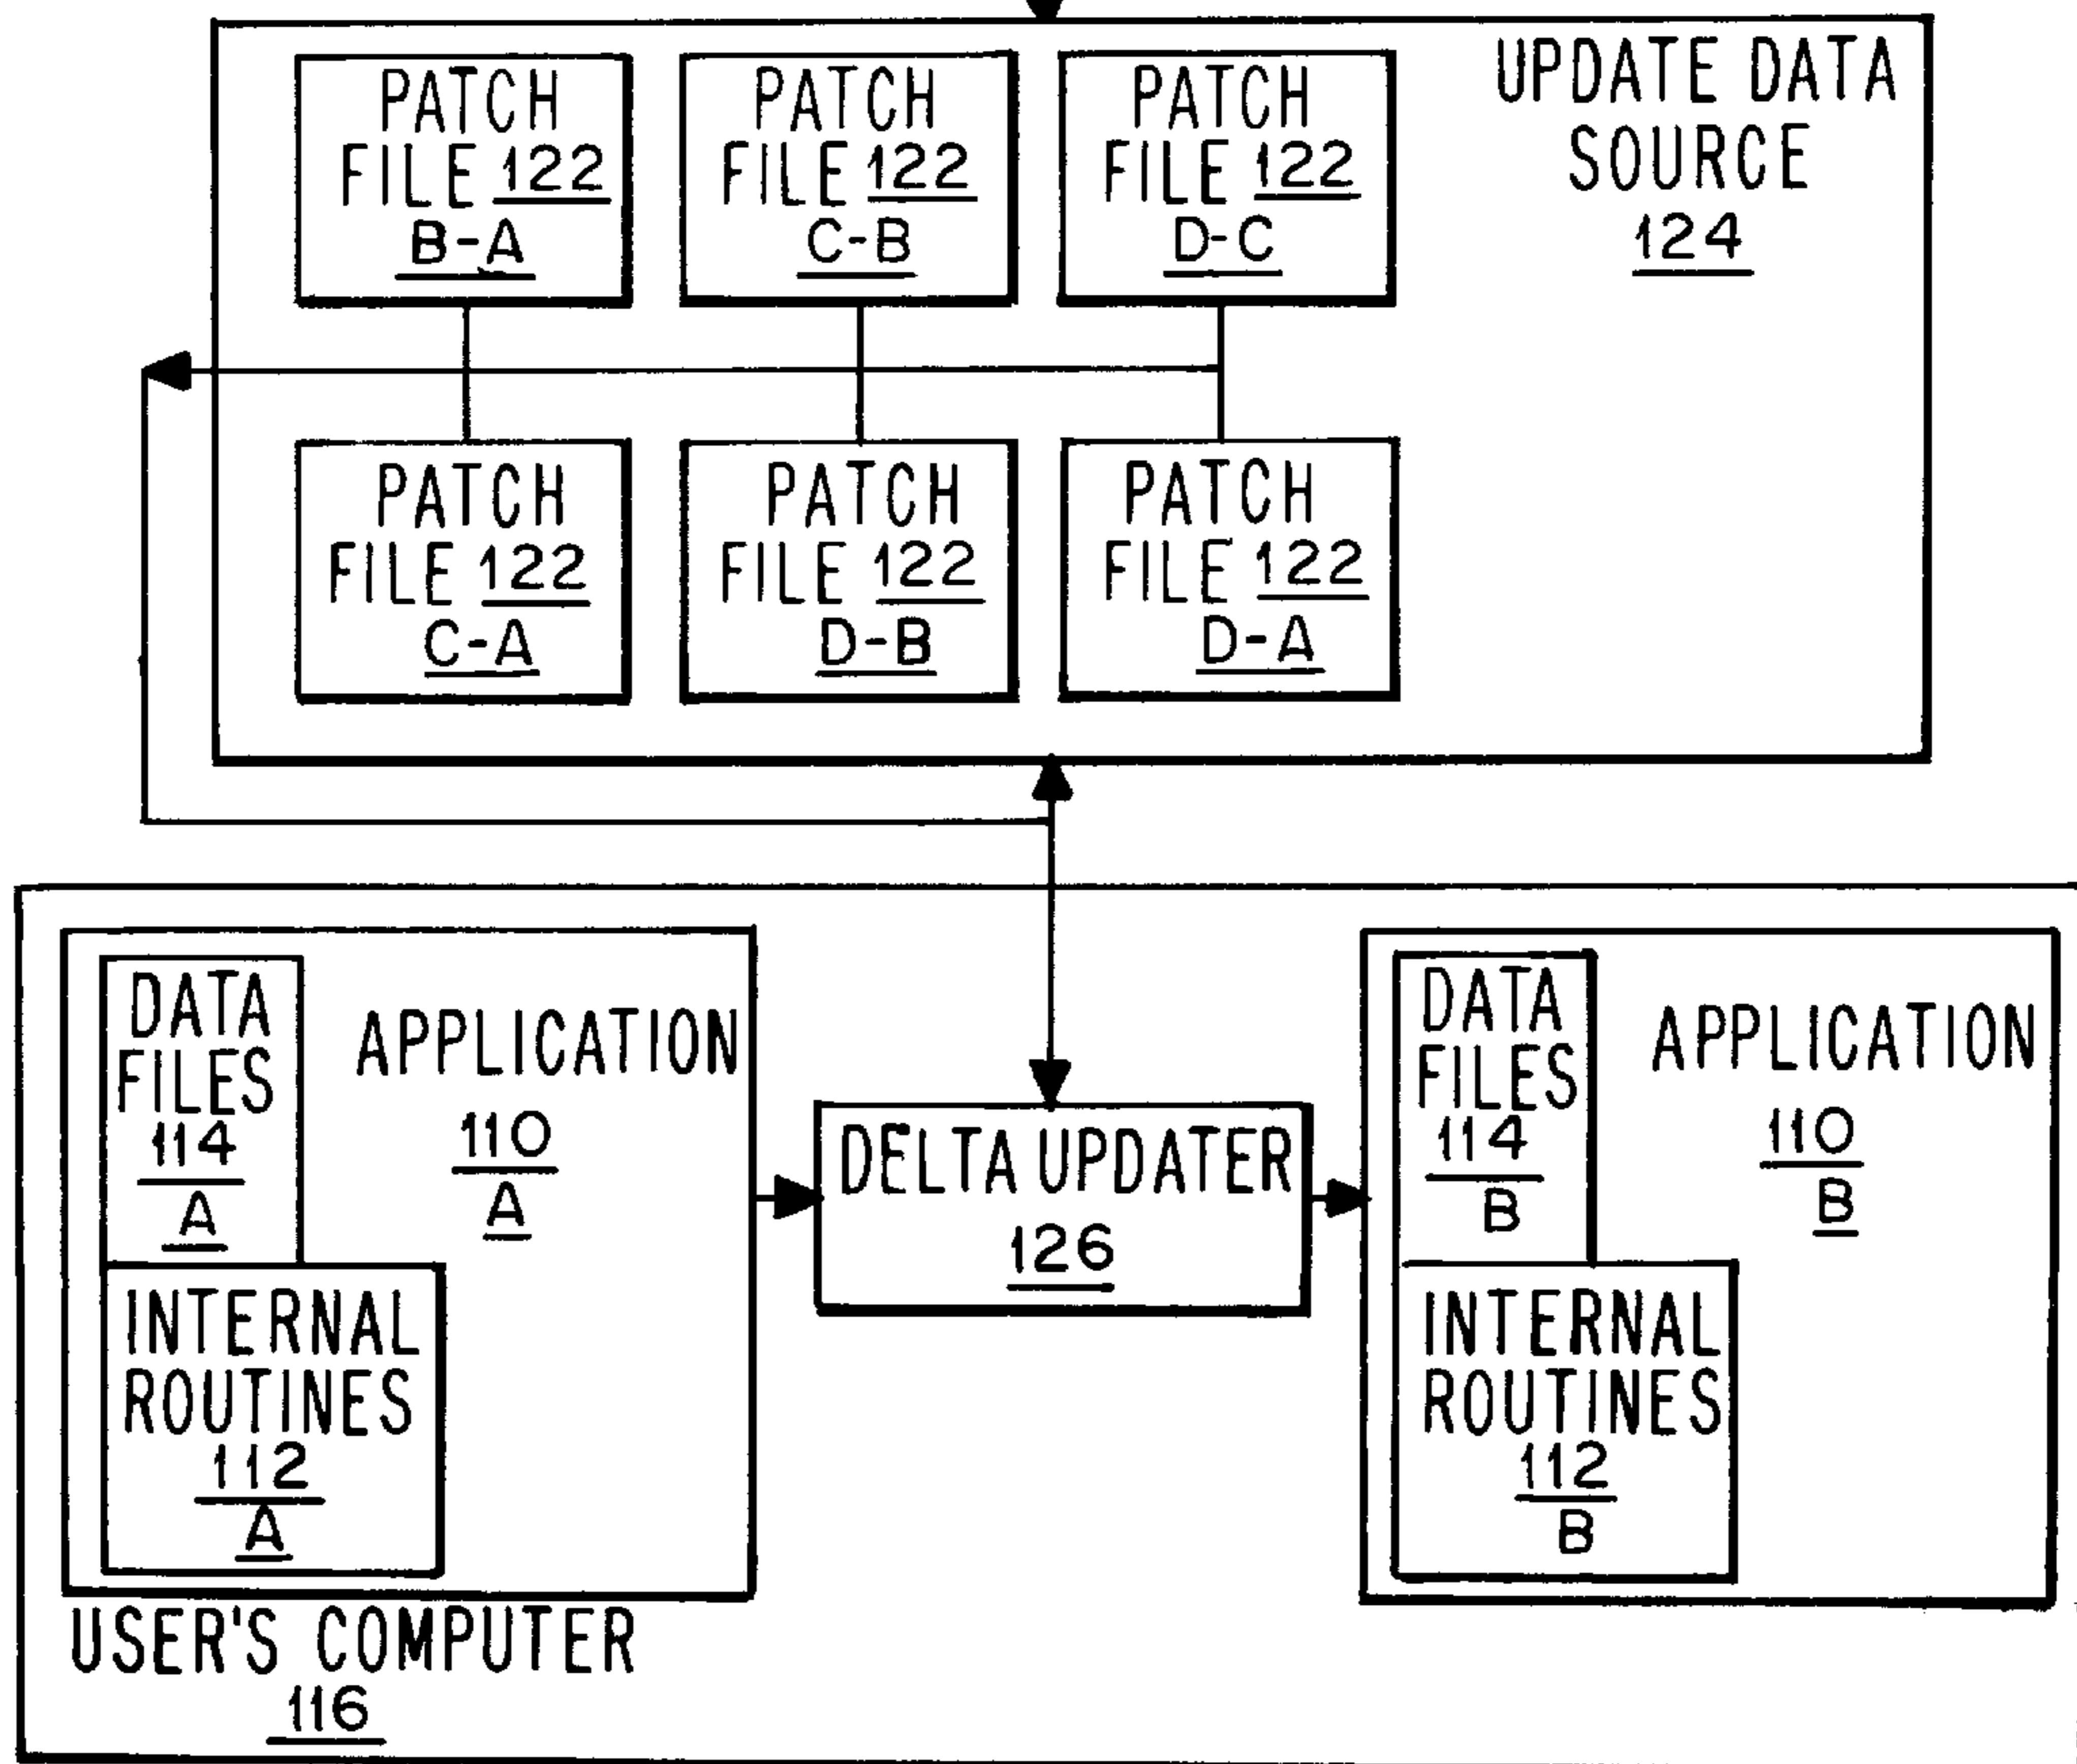 PATCH
FILE 122
B-A
PATCH
FILE 122
C-B
PATCH
FILE 122
D-C
UPDATE DATA
SOURCE
124
PATCH
FILE 122
C-A
PATCH
FILE 122
D-B
PATCH
FILE 122
D-A
DATA
FILES
114
A
APPLICATION
110
A
INTERNAL
ROUTINES
112
A
DELTA UPDATER
126
DATA
FILES
114
B
APPLICATION
110
B
INTERNAL
ROUTINES
112
B
USER'S COMPUTER
116